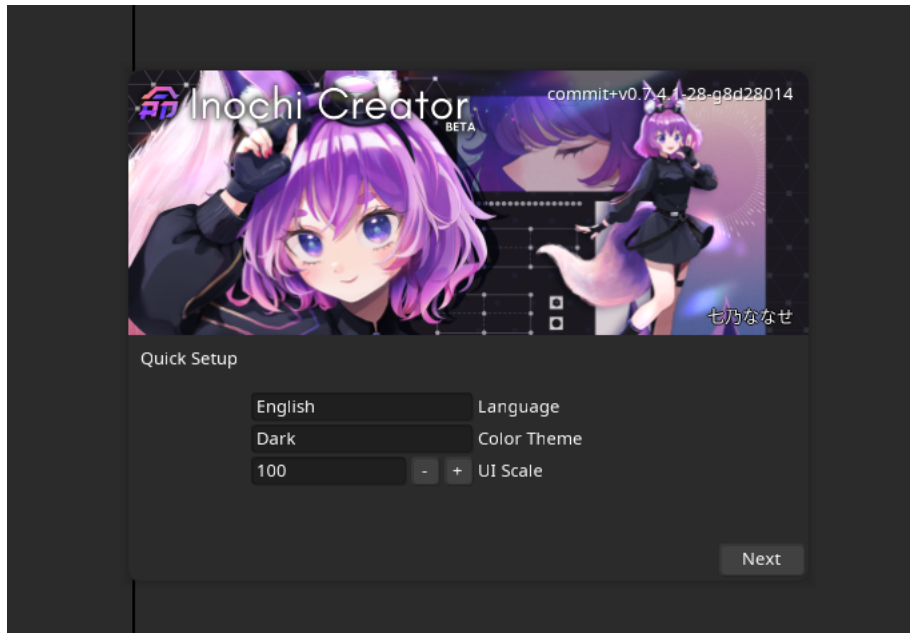 命 Inochi Creator
BETA
commit+v0.7.4.1-28-g8d28014
七乃ななせ
Quick Setup
English Language
Dark Color Theme
100 - + UI Scale
Next